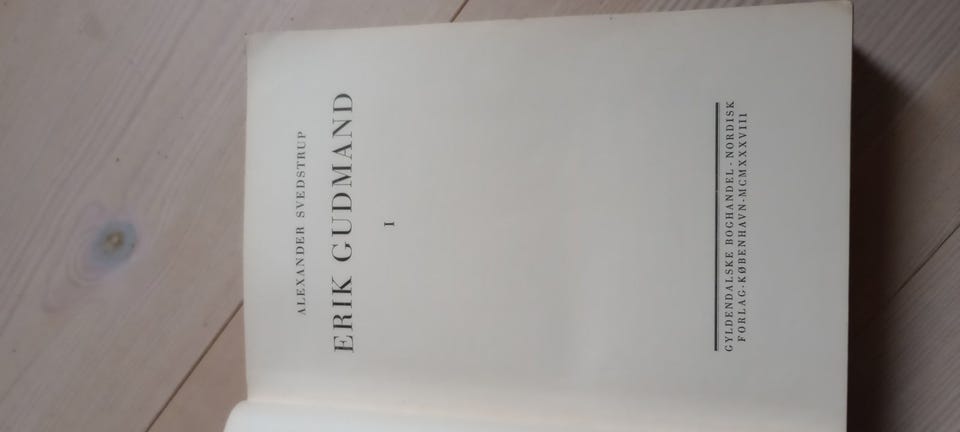 ALEXANDER SVEDSTRUP
ERIK GUDMAND
I
GYLDENDALSKE BOGHANDEL - NORDISK
FORLAG-KØBENHAVN-MCMXXXVIII